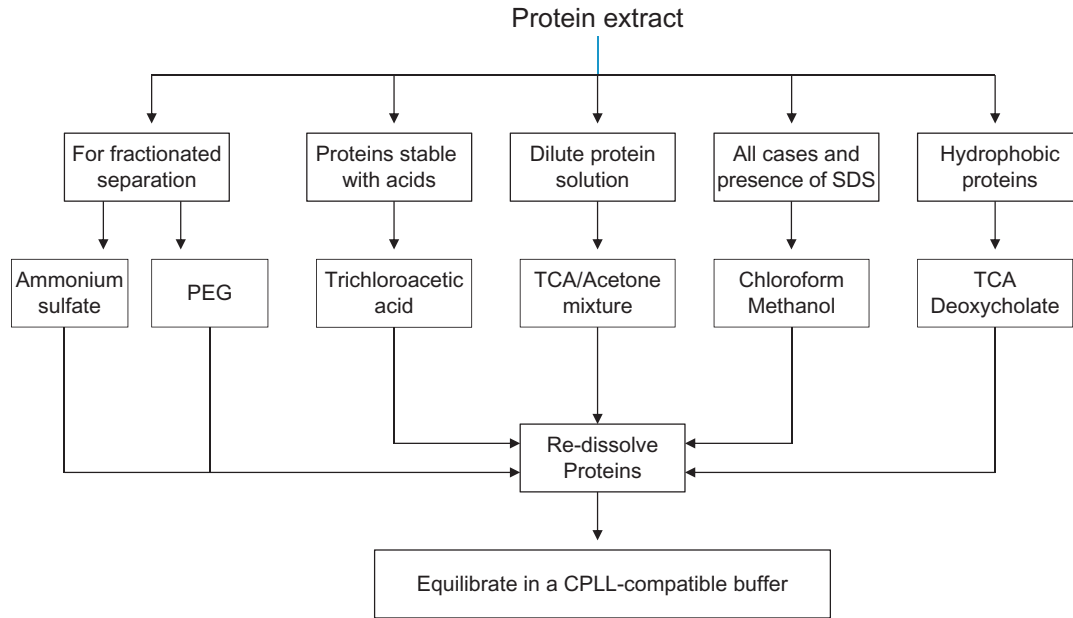 Protein extract
For fractionated
separation
Proteins stable
with acids
Dilute protein
solution
All cases and
presence of SDS
Hydrophobic
proteins
Ammonium
sulfate
PEG
Trichloroacetic
acid
TCA/Acetone
mixture
Chloroform
Methanol
TCA
Deoxycholate
Re-dissolve
Proteins
Equilibrate in a CPLL-compatible buffer